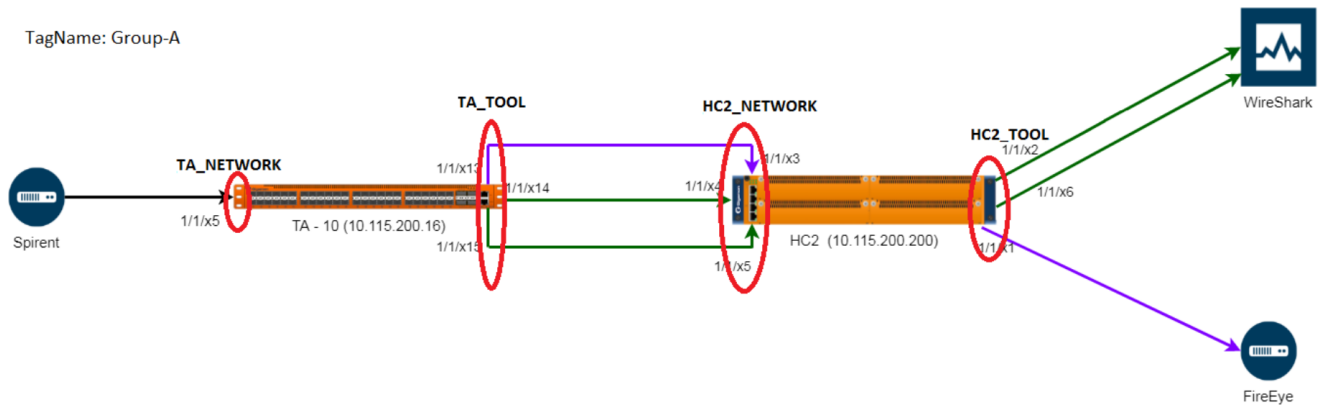 TagName: Group-A
WireShark
TA_TOOL
HC2_NETWORK
HC2_TOOL
1/1/x2
TA_NETWORK
1/1/x13
1/1/x3
1/1/x14
1/1/x4
1/1/x6
1/1/x5
TA - 10 (10.115.200.16)
Spirent
1/1/x15
HC2 (10.115.200.200)
1/1/x1
1/1/x5
FireEye